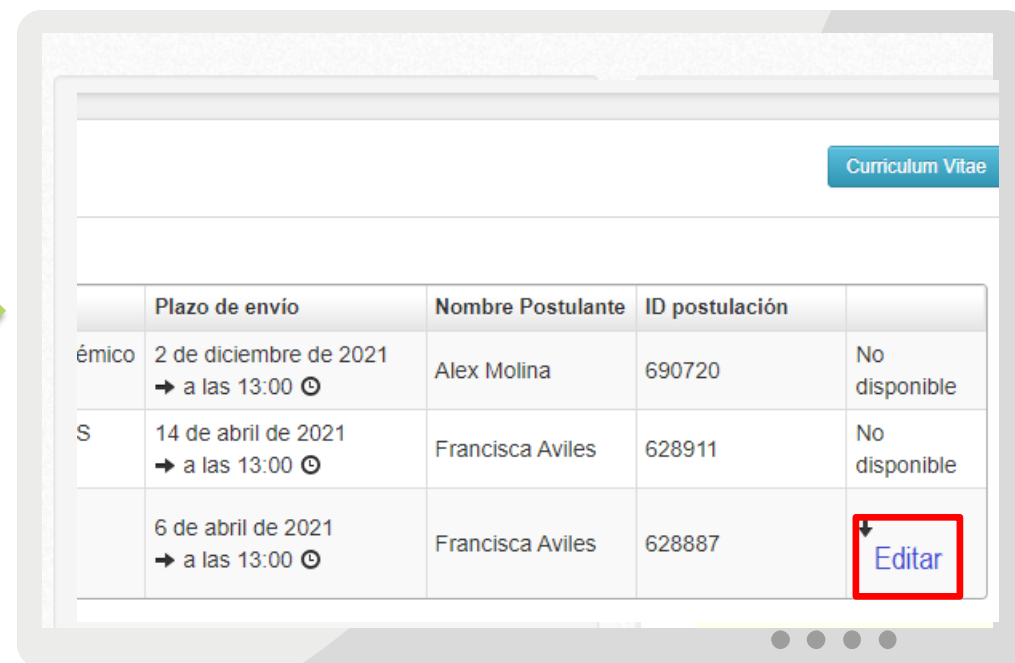 Curriculum Vitae
Plazo de envío Nombre Postulante ID postulación
émico 2 de diciembre de 2021 Alex Molina 690720 No
➔ a las 13:00 disponible
S 14 de abril de 2021 Francisca Aviles 628911 No
➔ a las 13:00 disponible
6 de abril de 2021 Francisca Aviles 628887 Editar
➔ a las 13:00